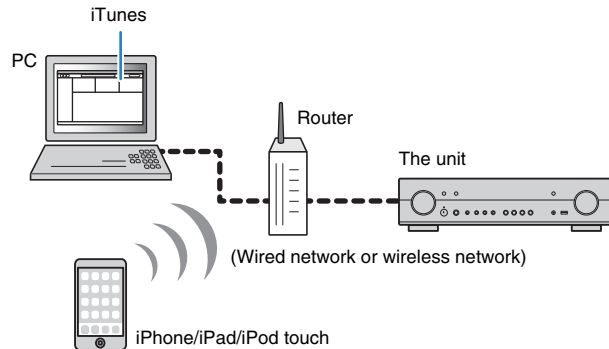 iTunes
PC
Router
The unit
(Wired network or wireless network)
iPhone/iPad/iPod touch